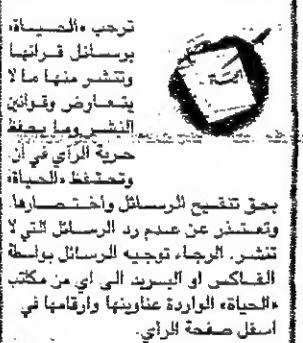 ترحب «الحياة»
برسائل قرائها
وتنشر منها ما لا
يتعارض وقوانين
النشر وما يحفظ
حرية الرأي في آن
وتحتفظ «الحياة»
بحق تنقيح الرسائل واختصارها.
وتعتذر عن عدم رد الرسائل التي لا
تنشر. الرجاء توجيه الرسائل بواسطة
الفاكس او البريد الى اي من مكاتب
«الحياة» الواردة عناوينها وارقامها في
اسفل صفحة الرأي.